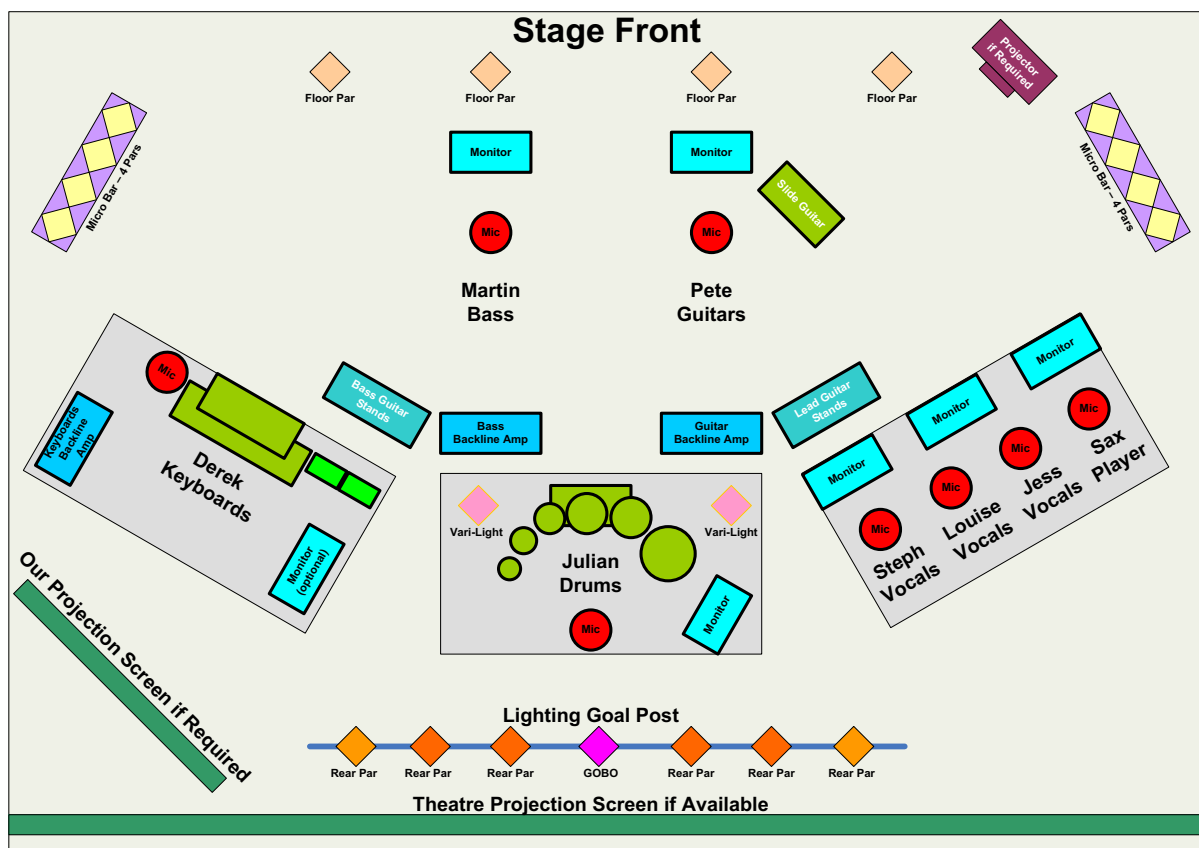 Stage Front
Projector
if Required
Floor Par
Floor Par
Floor Par
Floor Par
Micro Bar – 4 Pars
Monitor
Monitor
Slide Guitar
Micro Bar – 4 Pars
Mic
Mic
Martin
Bass
Pete
Guitars
Mic
Keyboards
Backline
Amp
Derek
Keyboards
Monitor
(optional)
Bass Guitar
Stands
Bass
Backline Amp
Guitar
Backline Amp
Lead Guitar
Stands
Monitor
Monitor
Monitor
Mic
Mic
Mic
Mic
Steph
Vocals
Louise
Vocals
Jess
Vocals
Sax
Player
Vari-Light
Vari-Light
Julian
Drums
Mic
Monitor
Our Projection Screen if Required
Lighting Goal Post
Rear Par
Rear Par
Rear Par
GOBO
Rear Par
Rear Par
Rear Par
Theatre Projection Screen if Available